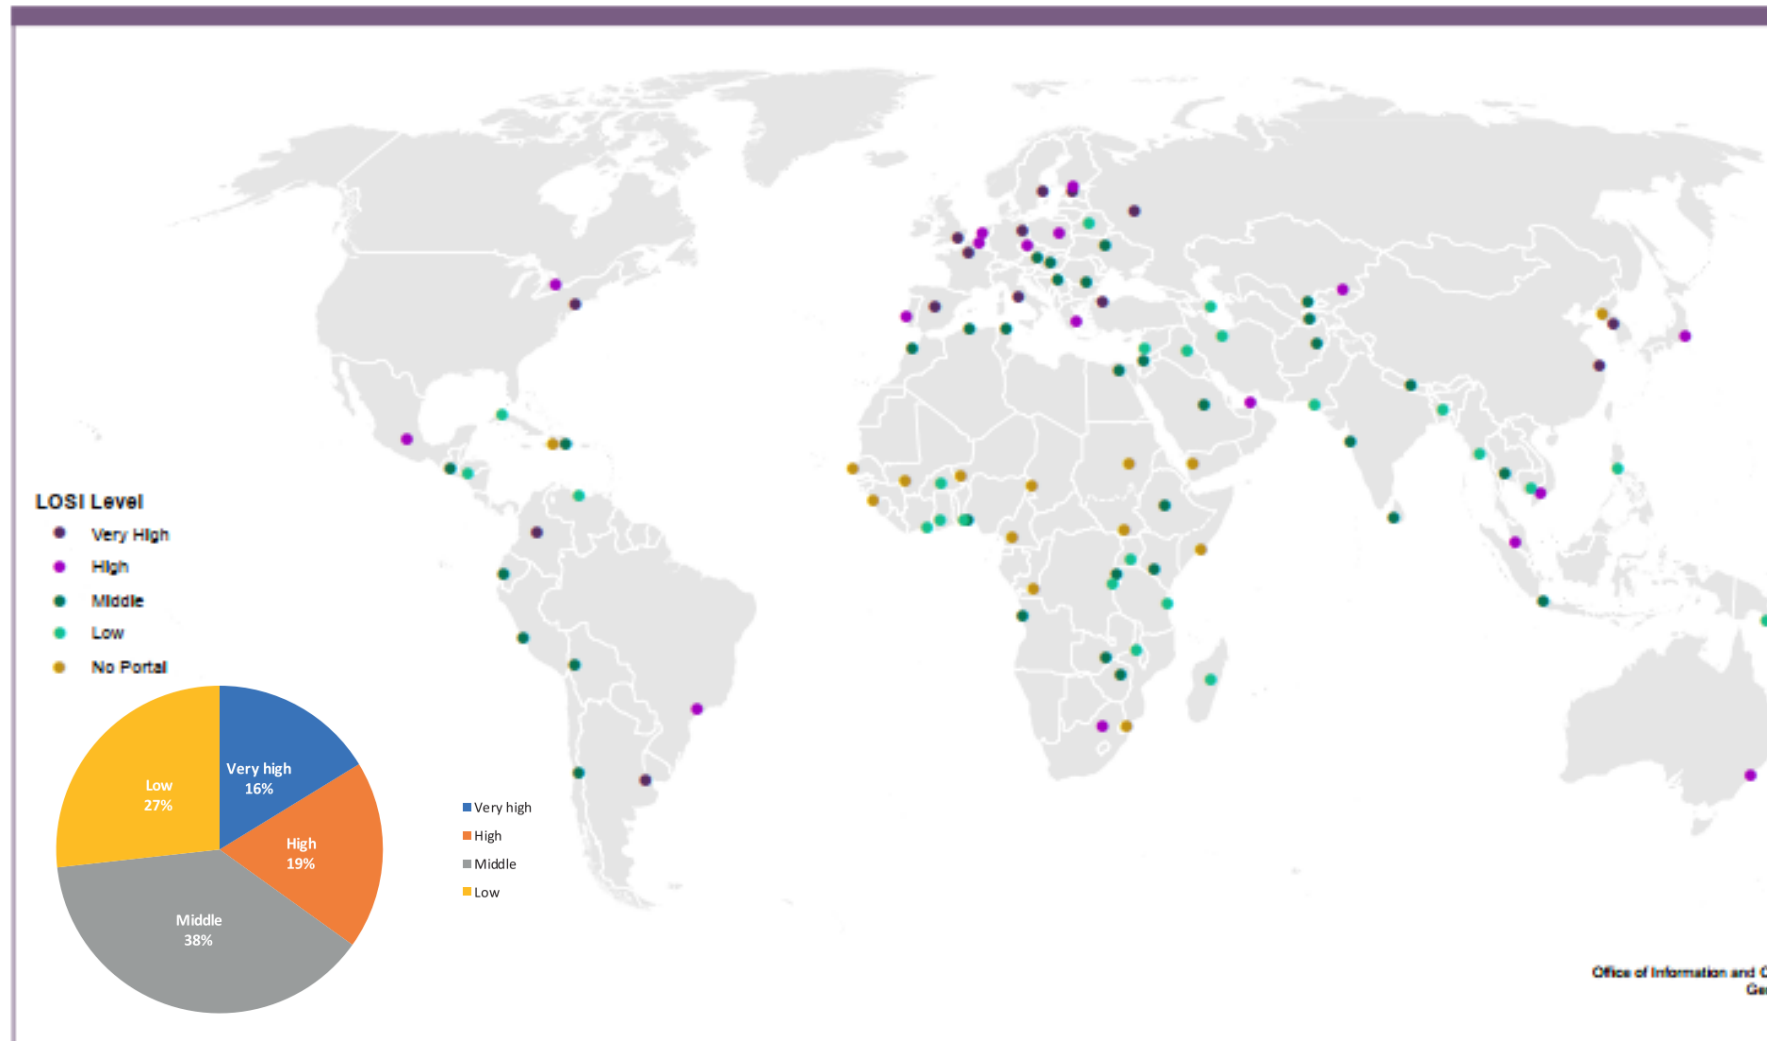 LOSI Level
Very High
High
Middle
Low
No Portal
Very high
16%
High
19%
Middle
38%
Low
27%
Very high
High
Middle
Low
Office of Information and